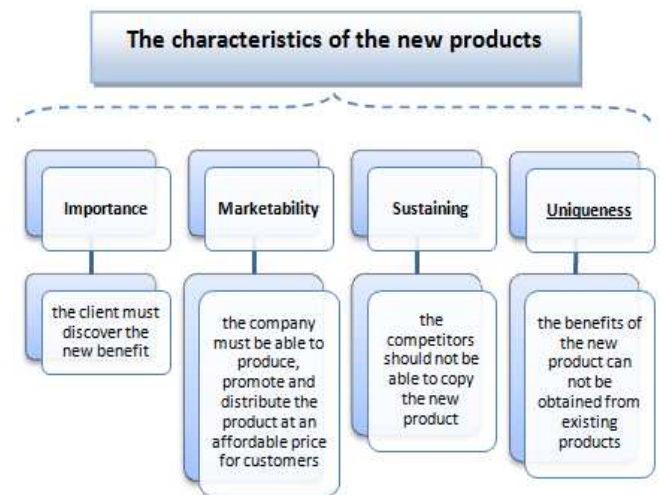 The characteristics of the new products
Importance
Marketability
Sustaining
Uniqueness
the client must
discover the
new benefit
the company
must be able to
produce,
promote and
distribute the
product at an
affordable price
for customers
the
competitors
should not be
able to copy the
new product
the benefits of
the new
product can
not be
obtained from
existing
products